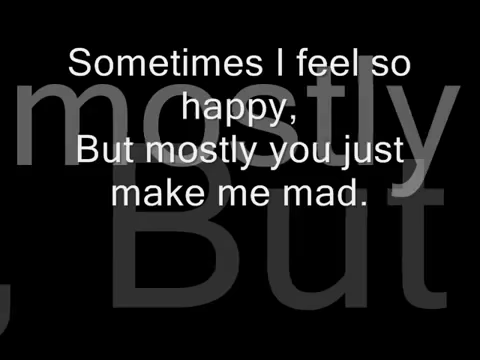 Sometimes I feel so
happy,
But mostly you just
make me mad.
mostly
, But